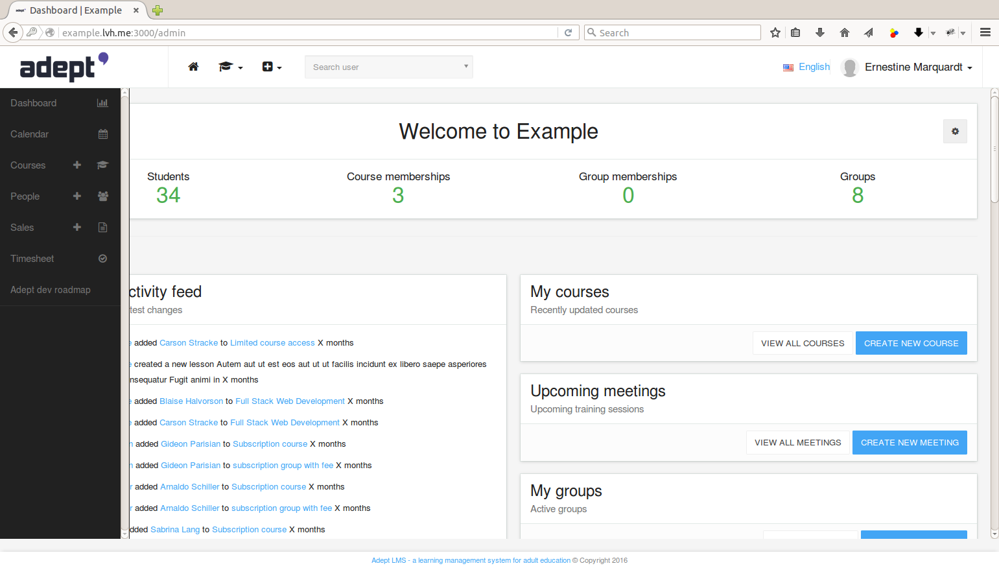 adept Dashboard | Example
example.lvh.me:3000/admin
Search
adept
Search user
English
Ernestine Marquardt
Dashboard
Calendar
Courses
People
Sales
Timesheet
Adept dev roadmap
Welcome to Example
Students
34
Course memberships
3
Group memberships
0
Groups
8
ctivity feed
test changes
e added Carson Stracke to Limited course access X months
e created a new lesson Autem aut ut est eos aut ut ut facilis incidunt ex libero saepe asperiores
nsequatur Fugit animi in X months
e added Blaise Halvorson to Full Stack Web Development X months
e added Carson Stracke to Full Stack Web Development X months
n added Gideon Parisian to Subscription course X months
n added Gideon Parisian to subscription group with fee X months
r added Arnaldo Schiller to Subscription course X months
r added Arnaldo Schiller to subscription group with fee X months
dded Sabrina Lang to Subscription course X months
My courses
Recently updated courses
VIEW ALL COURSES
CREATE NEW COURSE
Upcoming meetings
Upcoming training sessions
VIEW ALL MEETINGS
CREATE NEW MEETING
My groups
Active groups
Adept LMS - a learning management system for adult education © Copyright 2016